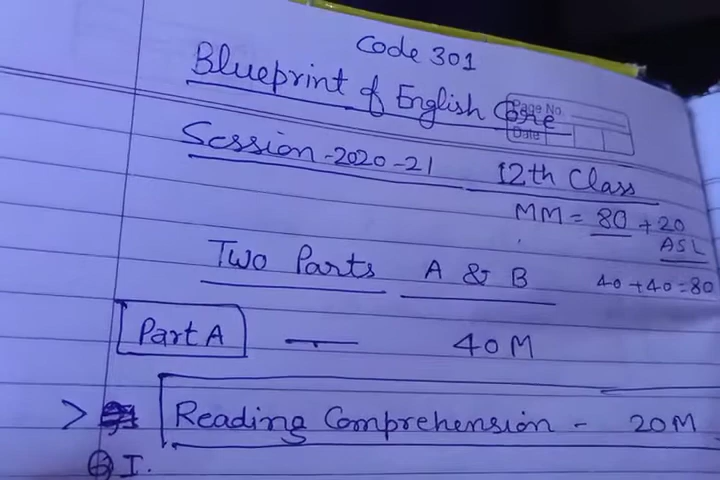 Code 301
Blueprint of English Core
Page No.
Date
Session - 2020 - 21 12th Class
MM = 80 + 20
ASL
Two Parts A & B 40 + 40 = 80
Part A — 40 M
> Reading Comprehension - 20M
I.